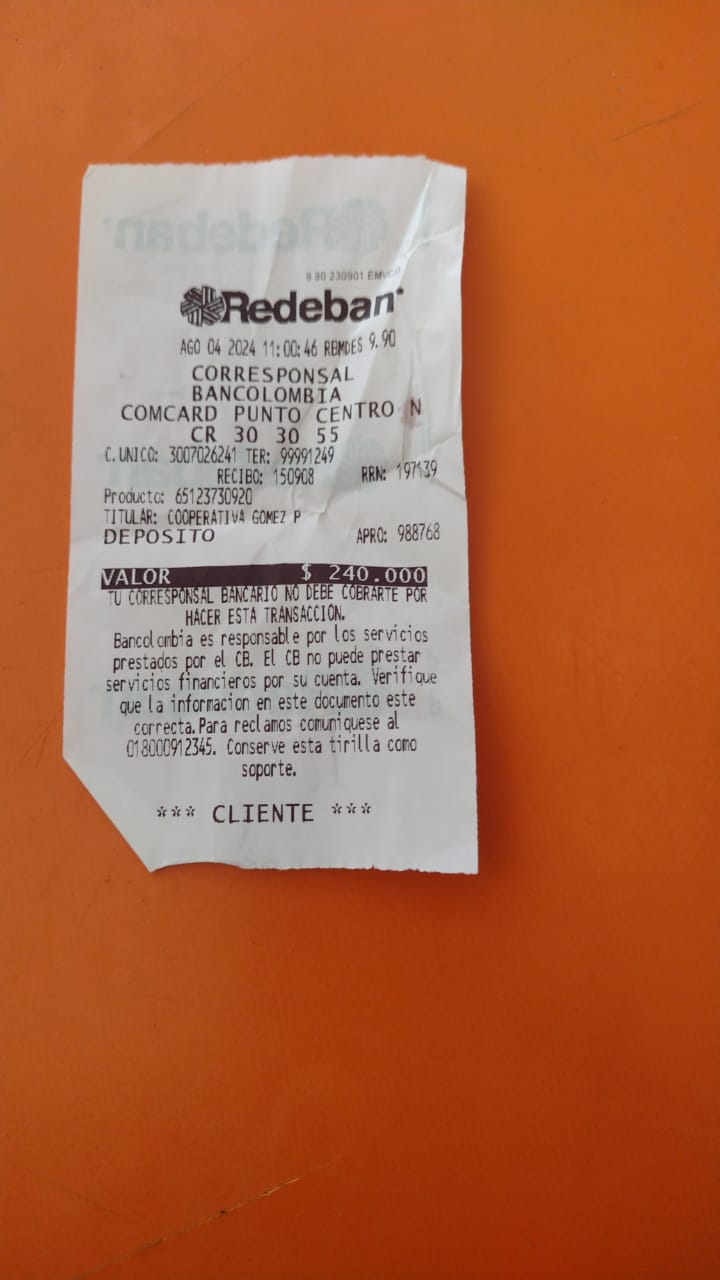 Redeban
9.90 230901 EMVCO
Redeban
AGO 04 2024 11:00:46 RBMDES 9.90
CORRESPONSAL
BANCOLOMBIA
COMCARD PUNTO CENTRO N
CR 30 30 55
C.UNICO: 3007026241 TER: 99991249
RECIBO: 150908 RRN: 197139
Producto: 65123730920
TITULAR: COOPERATIVA GOMEZ P
DEPOSITO APRO: 988768
VALOR $ 240.000
TU CORRESPONSAL BANCARIO NO DEBE COBRARTE POR
HACER ESTA TRANSACCION.
Bancolombia es responsable por los servicios
prestados por el CB. El CB no puede prestar
servicios financieros por su cuenta. Verifique
que la informacion en este documento este
correcta.Para reclamos comuniquese al
018000912345. Conserve esta tirilla como
soporte.
*** CLIENTE ***